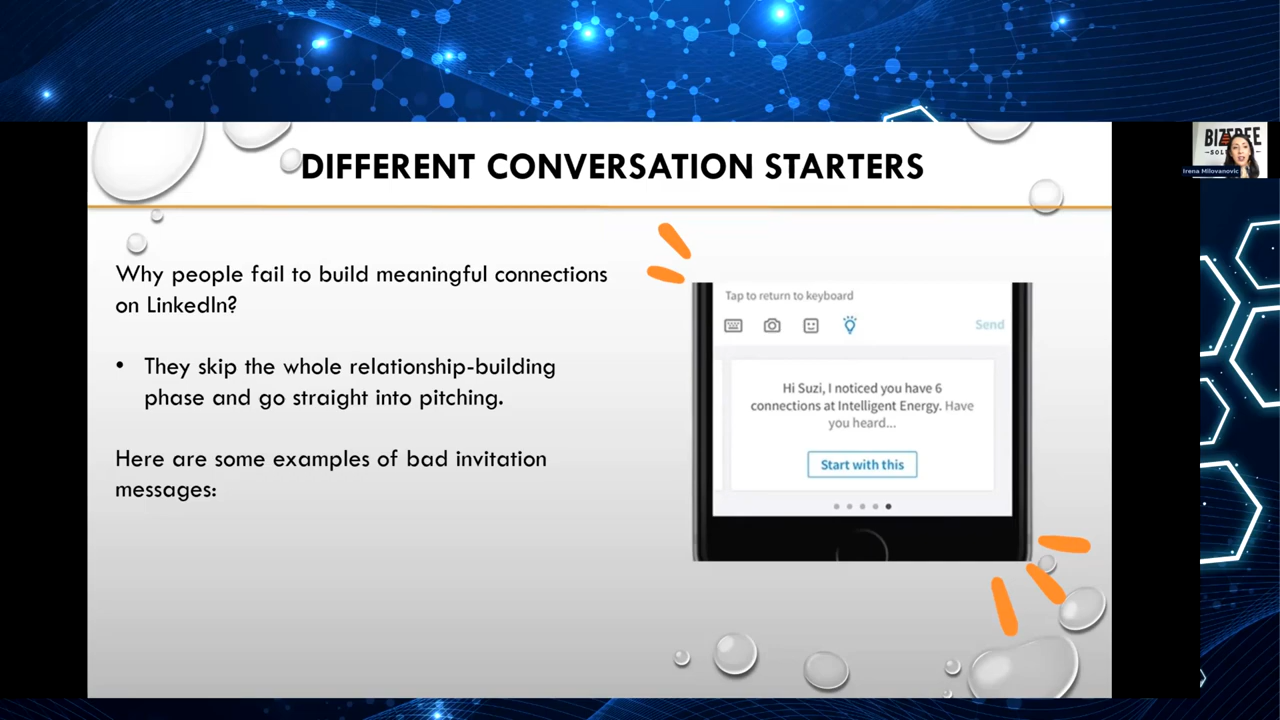 DIFFERENT CONVERSATION STARTERS
Why people fail to build meaningful connections
on LinkedIn?
• They skip the whole relationship-building
phase and go straight into pitching.
Here are some examples of bad invitation
messages:
Tap to return to keyboard
Send
Hi Suzi, I noticed you have 6
connections at Intelligent Energy. Have
you heard...
Start with this
Irena Milovanovic